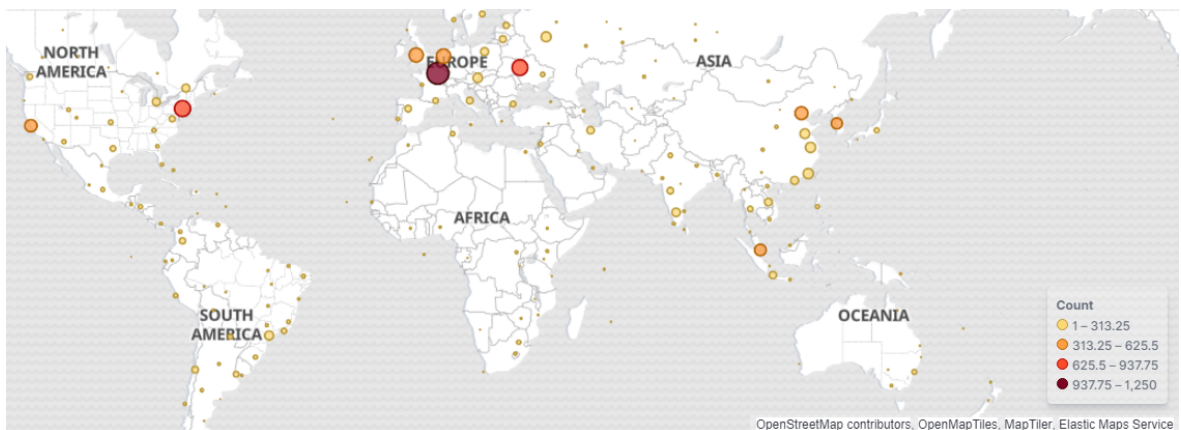 NORTH
AMERICA
EUROPE
ASIA
AFRICA
SOUTH
AMERICA
OCEANIA
Count
1 – 313.25
313.25 – 625.5
625.5 – 937.75
937.75 – 1,250
OpenStreetMap contributors, OpenMapTiles, MapTiler, Elastic Maps Service